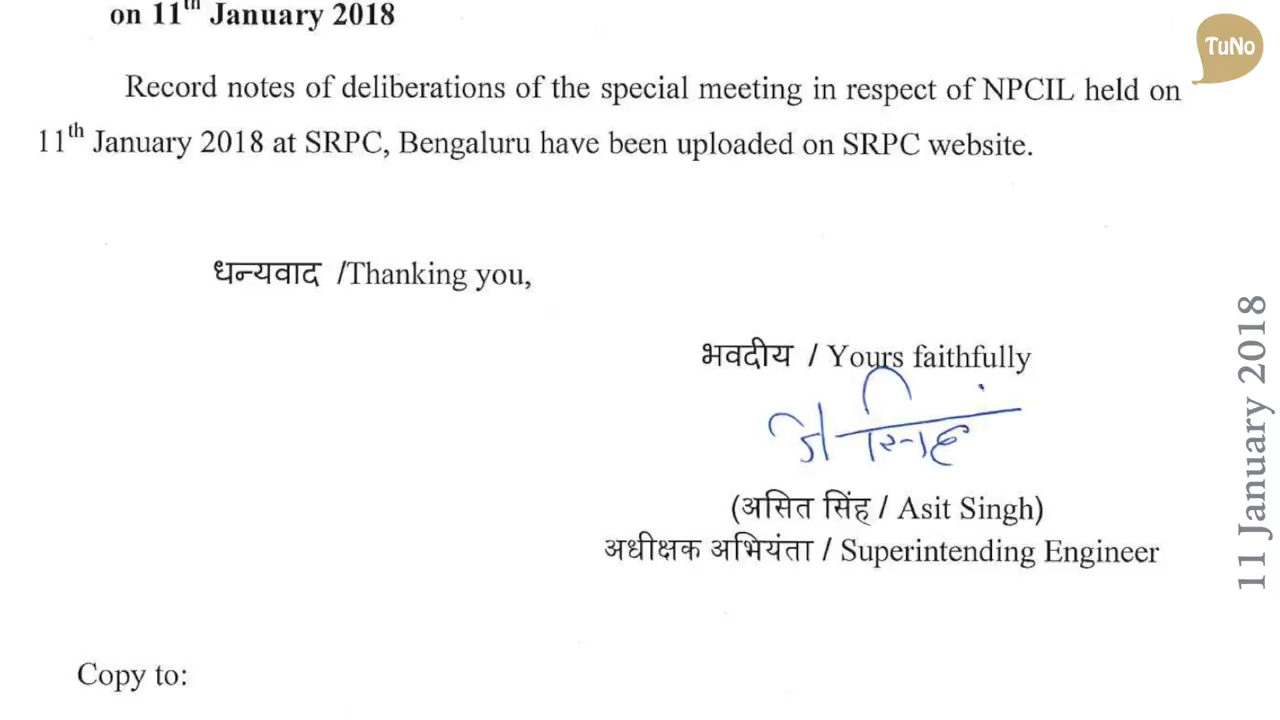 on 11th January 2018
TuNo
Record notes of deliberations of the special meeting in respect of NPCIL held on
11th January 2018 at SRPC, Bengaluru have been uploaded on SRPC website.
धन्यवाद /Thanking you,
भवदीय / Yours faithfully
(असित सिंह / Asit Singh)
अधीक्षक अभियंता / Superintending Engineer
Copy to:
11 January 2018